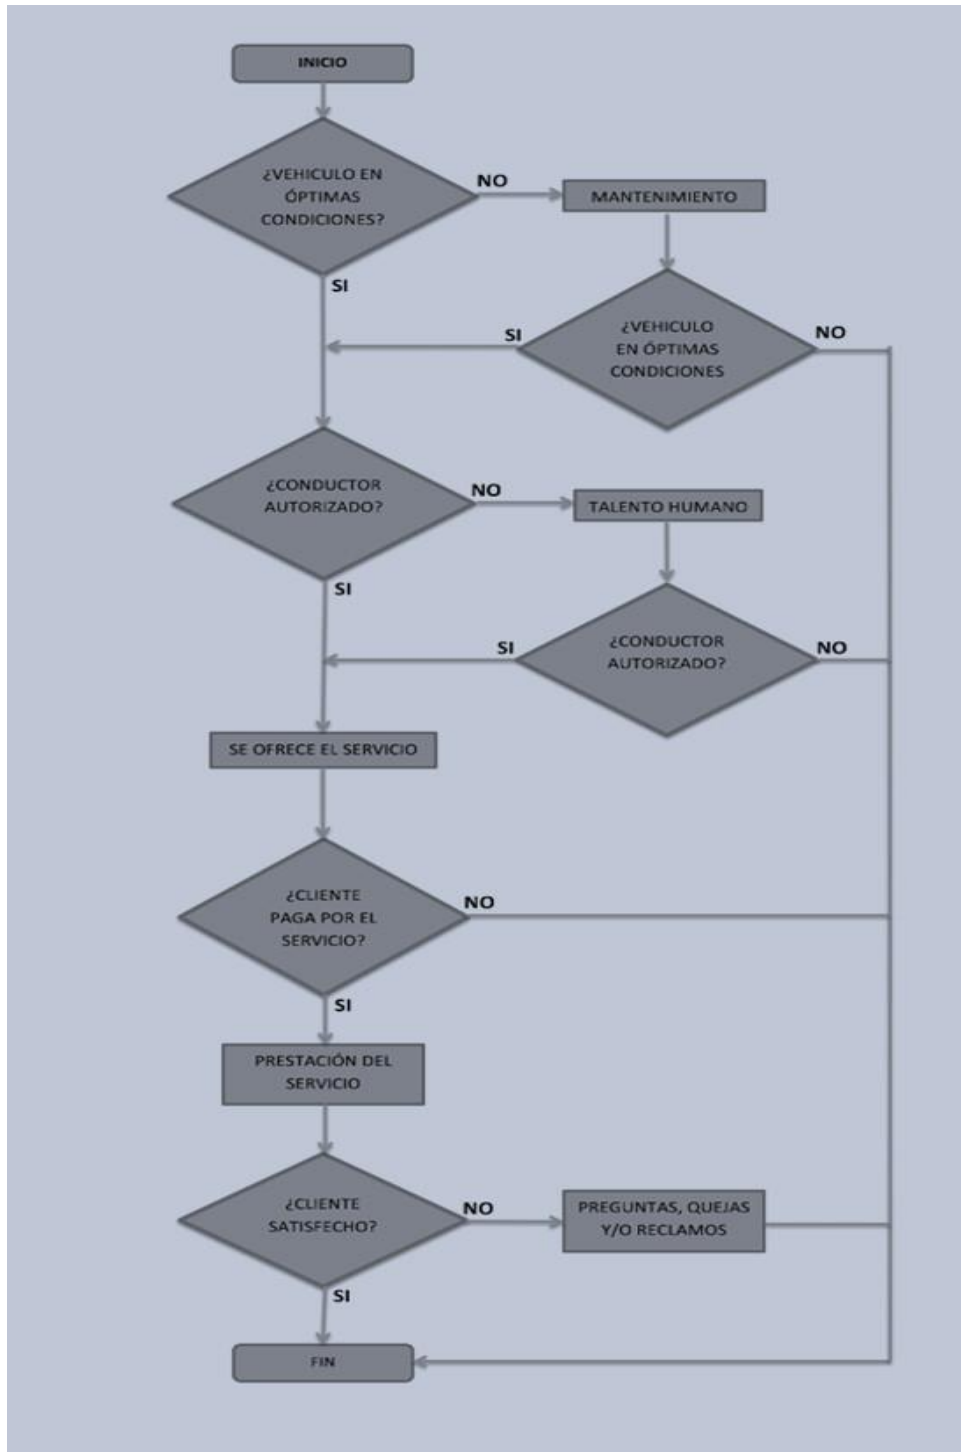 INICIO
¿VEHICULO EN
ÓPTIMAS
CONDICIONES?
NO
MANTENIMIENTO
SI
¿VEHICULO
EN ÓPTIMAS
CONDICIONES
SI
NO
¿CONDUCTOR
AUTORIZADO?
NO
TALENTO HUMANO
SI
¿CONDUCTOR
AUTORIZADO?
SI
NO
SE OFRECE EL SERVICIO
¿CLIENTE
PAGA POR EL
SERVICIO?
NO
SI
PRESTACIÓN DEL
SERVICIO
¿CLIENTE
SATISFECHO?
NO
PREGUNTAS, QUEJAS
Y/O RECLAMOS
SI
FIN